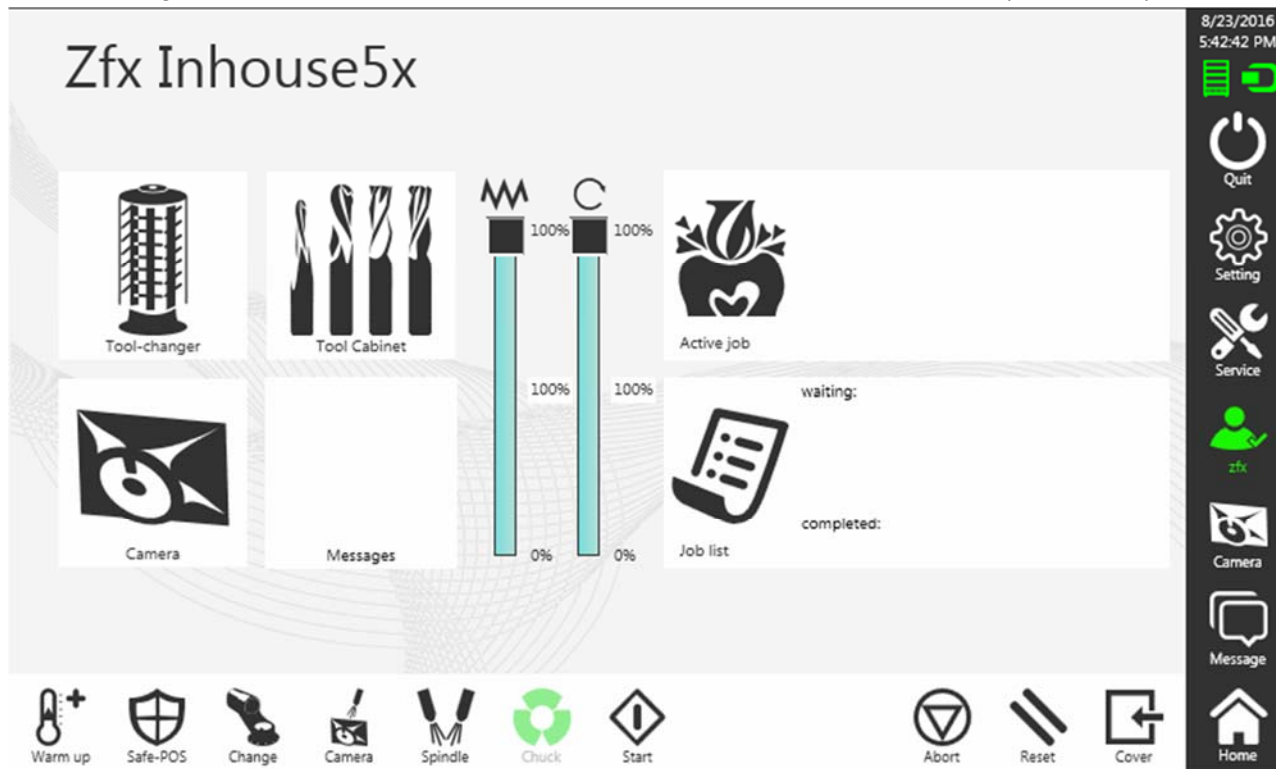 8/23/2016
5:42:42 PM
Zfx Inhouse5x
Quit
Setting
Service
zfx
Camera
Message
Home
Tool-changer
Tool Cabinet
100%
100%
100%
100%
0%
0%
Active job
Camera
Messages
waiting:
completed:
Job list
Warm up
Safe-POS
Change
Camera
Spindle
Chuck
Start
Abort
Reset
Cover